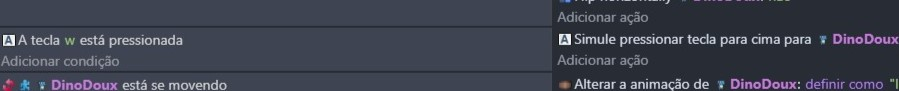 Adicionar ação
A A tecla w está pressionada
Adicionar condição
A Simule pressionar tecla para cima para DinoDoux
Adicionar ação
DinoDoux está se movendo
Alterar a animação de DinoDoux: definir como